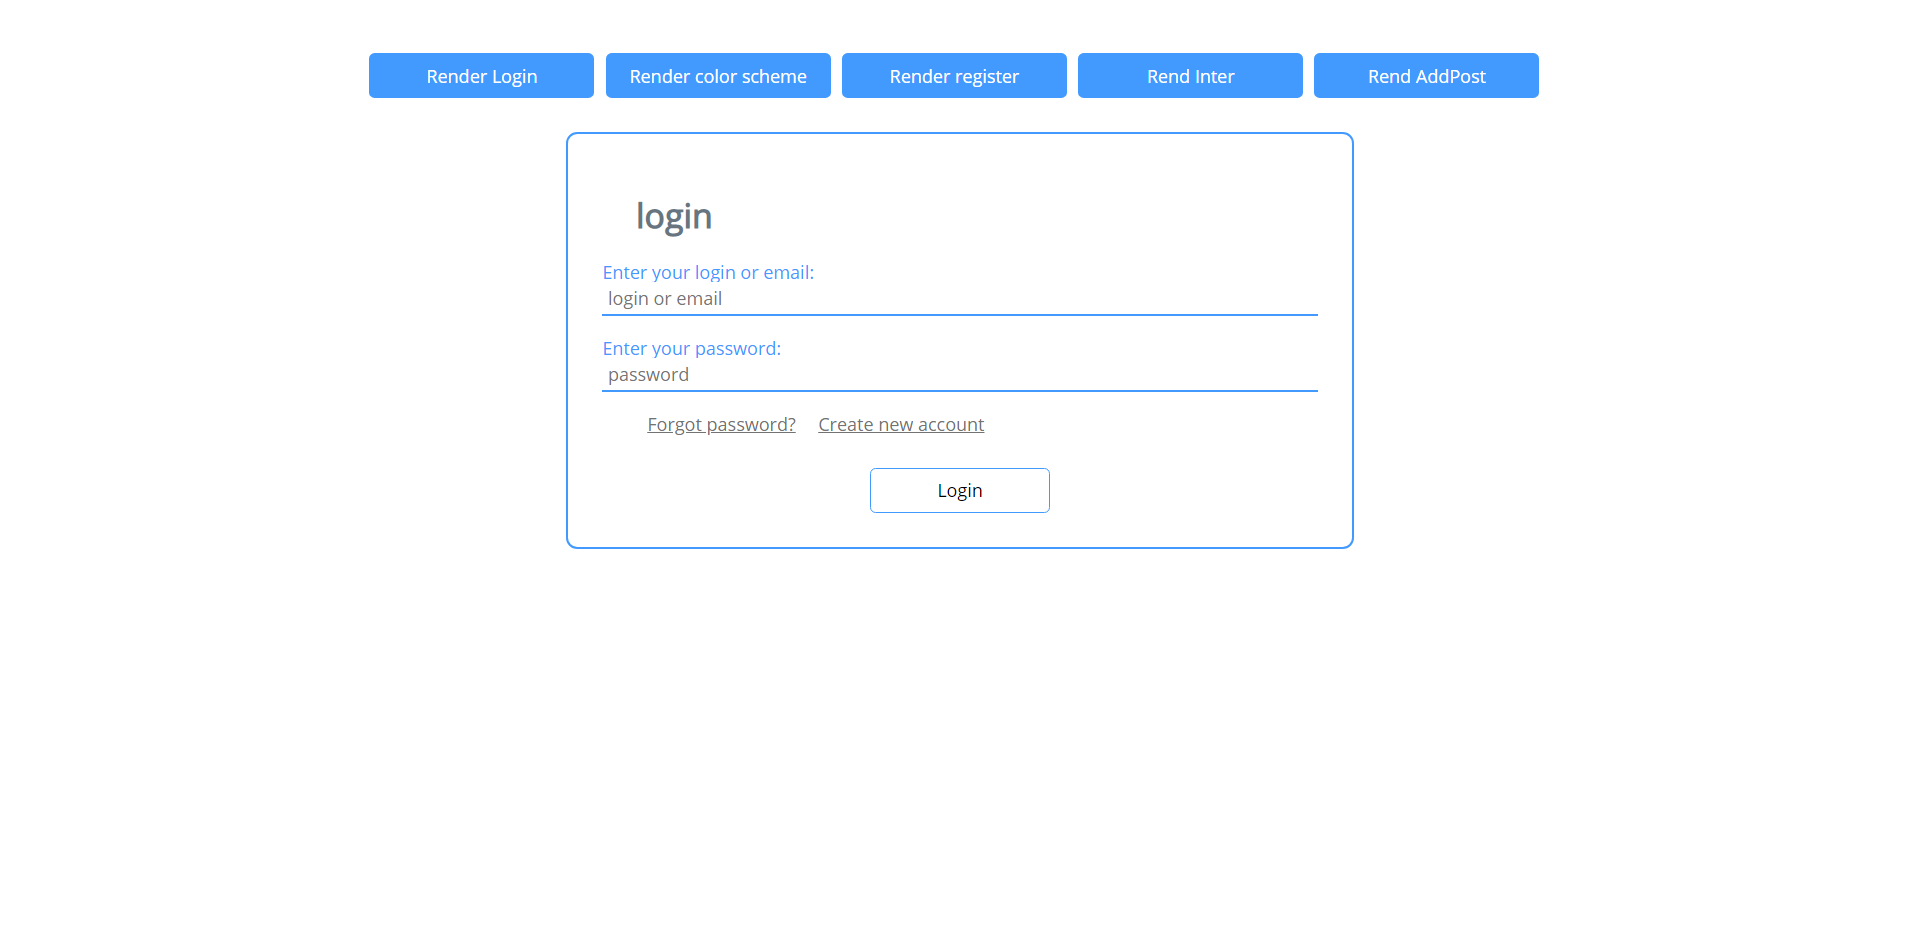 Render Login Render color scheme Render register Rend Inter Rend AddPost
login
Enter your login or email:
login or email
Enter your password:
password
Forgot password? Create new account
Login